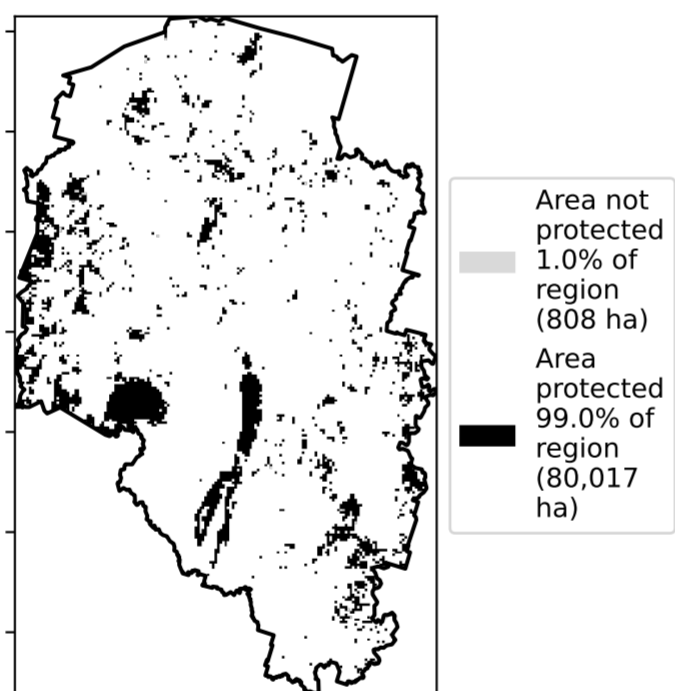 Area not
protected
1.0% of
region
(808 ha)
Area
protected
99.0% of
region
(80,017
ha)